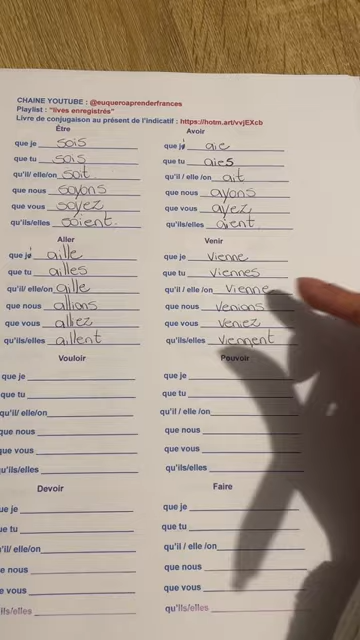 CHAINE YOUTUBE : @euqueroaprenderfrances
Playlist : "lives enregistrés"
Livre de conjugaison au présent de l'indicatif : https://hotm.art/vvjEXcb
Être
que je sois
que tu sois
qu'il/ elle/on soit
que nous soyons
que vous soyez
qu'ils/elles soient.
Avoir
que j' aie
que tu aies
qu'il / elle /on ait
que nous ayons
que vous ayez,
qu'ils/elles aient
Aller
que j' aille
que tu ailles
qu'il/ elle/on aille
que nous allions
que vous alliez
qu'ils/elles aillent
Venir
que je vienne
que tu viennes
qu'il / elle /on vienne
que nous venions
que vous veniez
qu'ils/elles viennent
Vouloir
que je
que tu
qu'il/ elle/on
que nous
que vous
qu'ils/elles
Pouvoir
que je
que tu
qu'il / elle /on
que nous
que vous
qu'ils/elles
Devoir
ue je
ue tu
'il/ elle/on
e nous
e vous
ils/elles
Faire
que je
que tu
qu'il / elle /on
que nous
que vous
qu'ils/elles